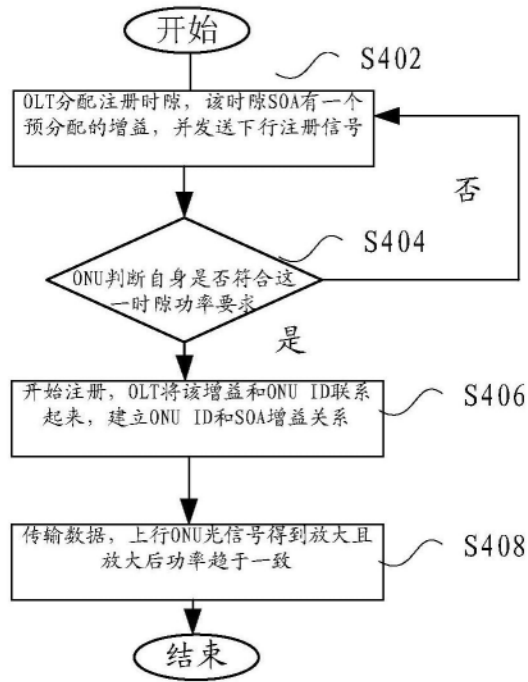 开始
S402
OLT分配注册时隙，该时隙SOA有一个
预分配的增益，并发送下行注册信号
否
S404
ONU判断自身是否符合这
一时隙功率要求
是
开始注册，OLT将该增益和ONU ID联系
起来，建立ONU ID和SOA增益关系
S406
传输数据，上行ONU光信号得到放大且
放大后功率趋于一致
S408
结束